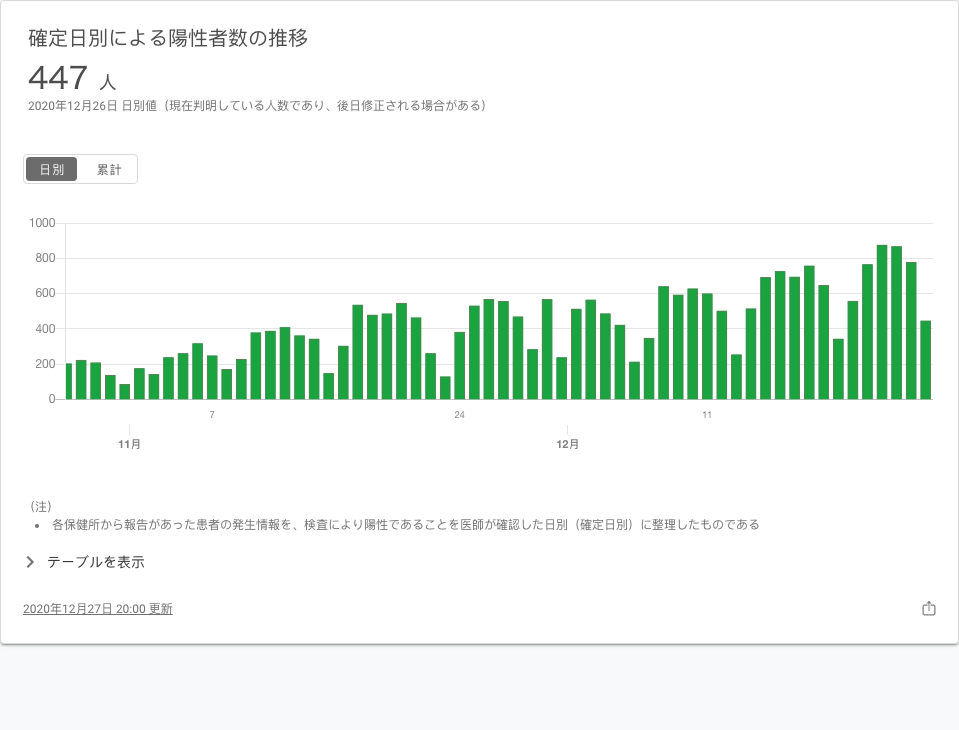 確定日別による陽性者数の推移
447 人
2020年12月26日 日別値（現在判明している人数であり、後日修正される場合がある）
日別 累計
1000
800
600
400
200
0
7 24 11
11月 12月
（注）
• 各保健所から報告があった患者の発生情報を、検査により陽性であることを医師が確認した日別（確定日別）に整理したものである
テーブルを表示
2020年12月27日 20:00 更新